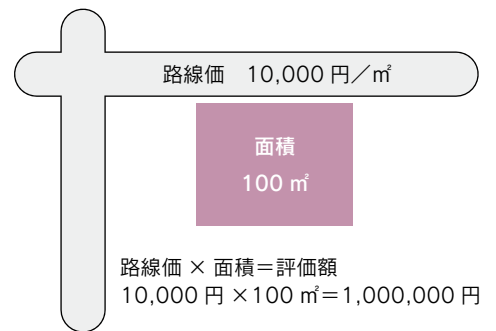 路線価　10,000 円／㎡
面積
100 ㎡
路線価 × 面積＝評価額
10,000 円 ×100 ㎡＝1,000,000 円